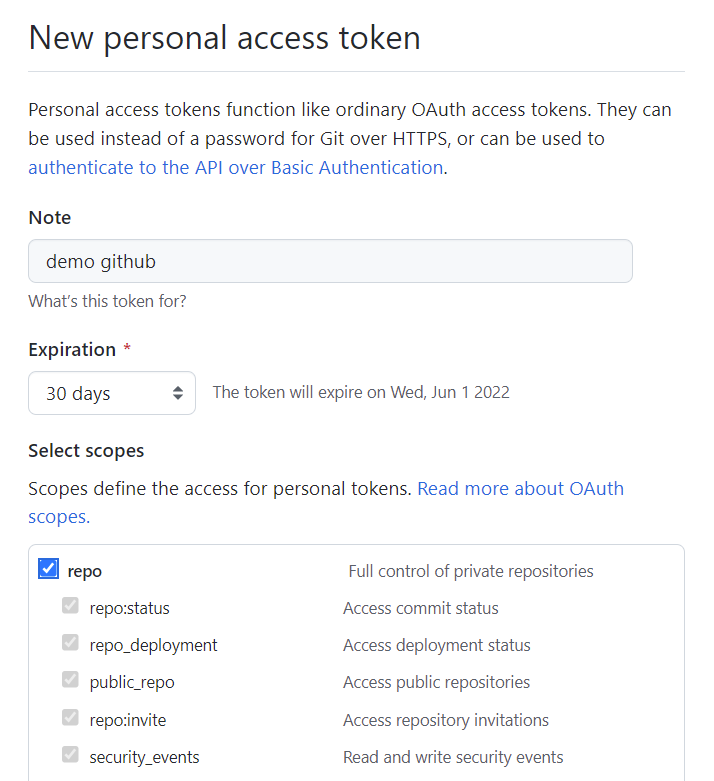 New personal access token
Personal access tokens function like ordinary OAuth access tokens. They can
be used instead of a password for Git over HTTPS, or can be used to
authenticate to the API over Basic Authentication.
Note
demo github
What's this token for?
Expiration *
30 days The token will expire on Wed, Jun 1 2022
Select scopes
Scopes define the access for personal tokens. Read more about OAuth
scopes.
repo Full control of private repositories
repo:status Access commit status
repo_deployment Access deployment status
public_repo Access public repositories
repo:invite Access repository invitations
security_events Read and write security events